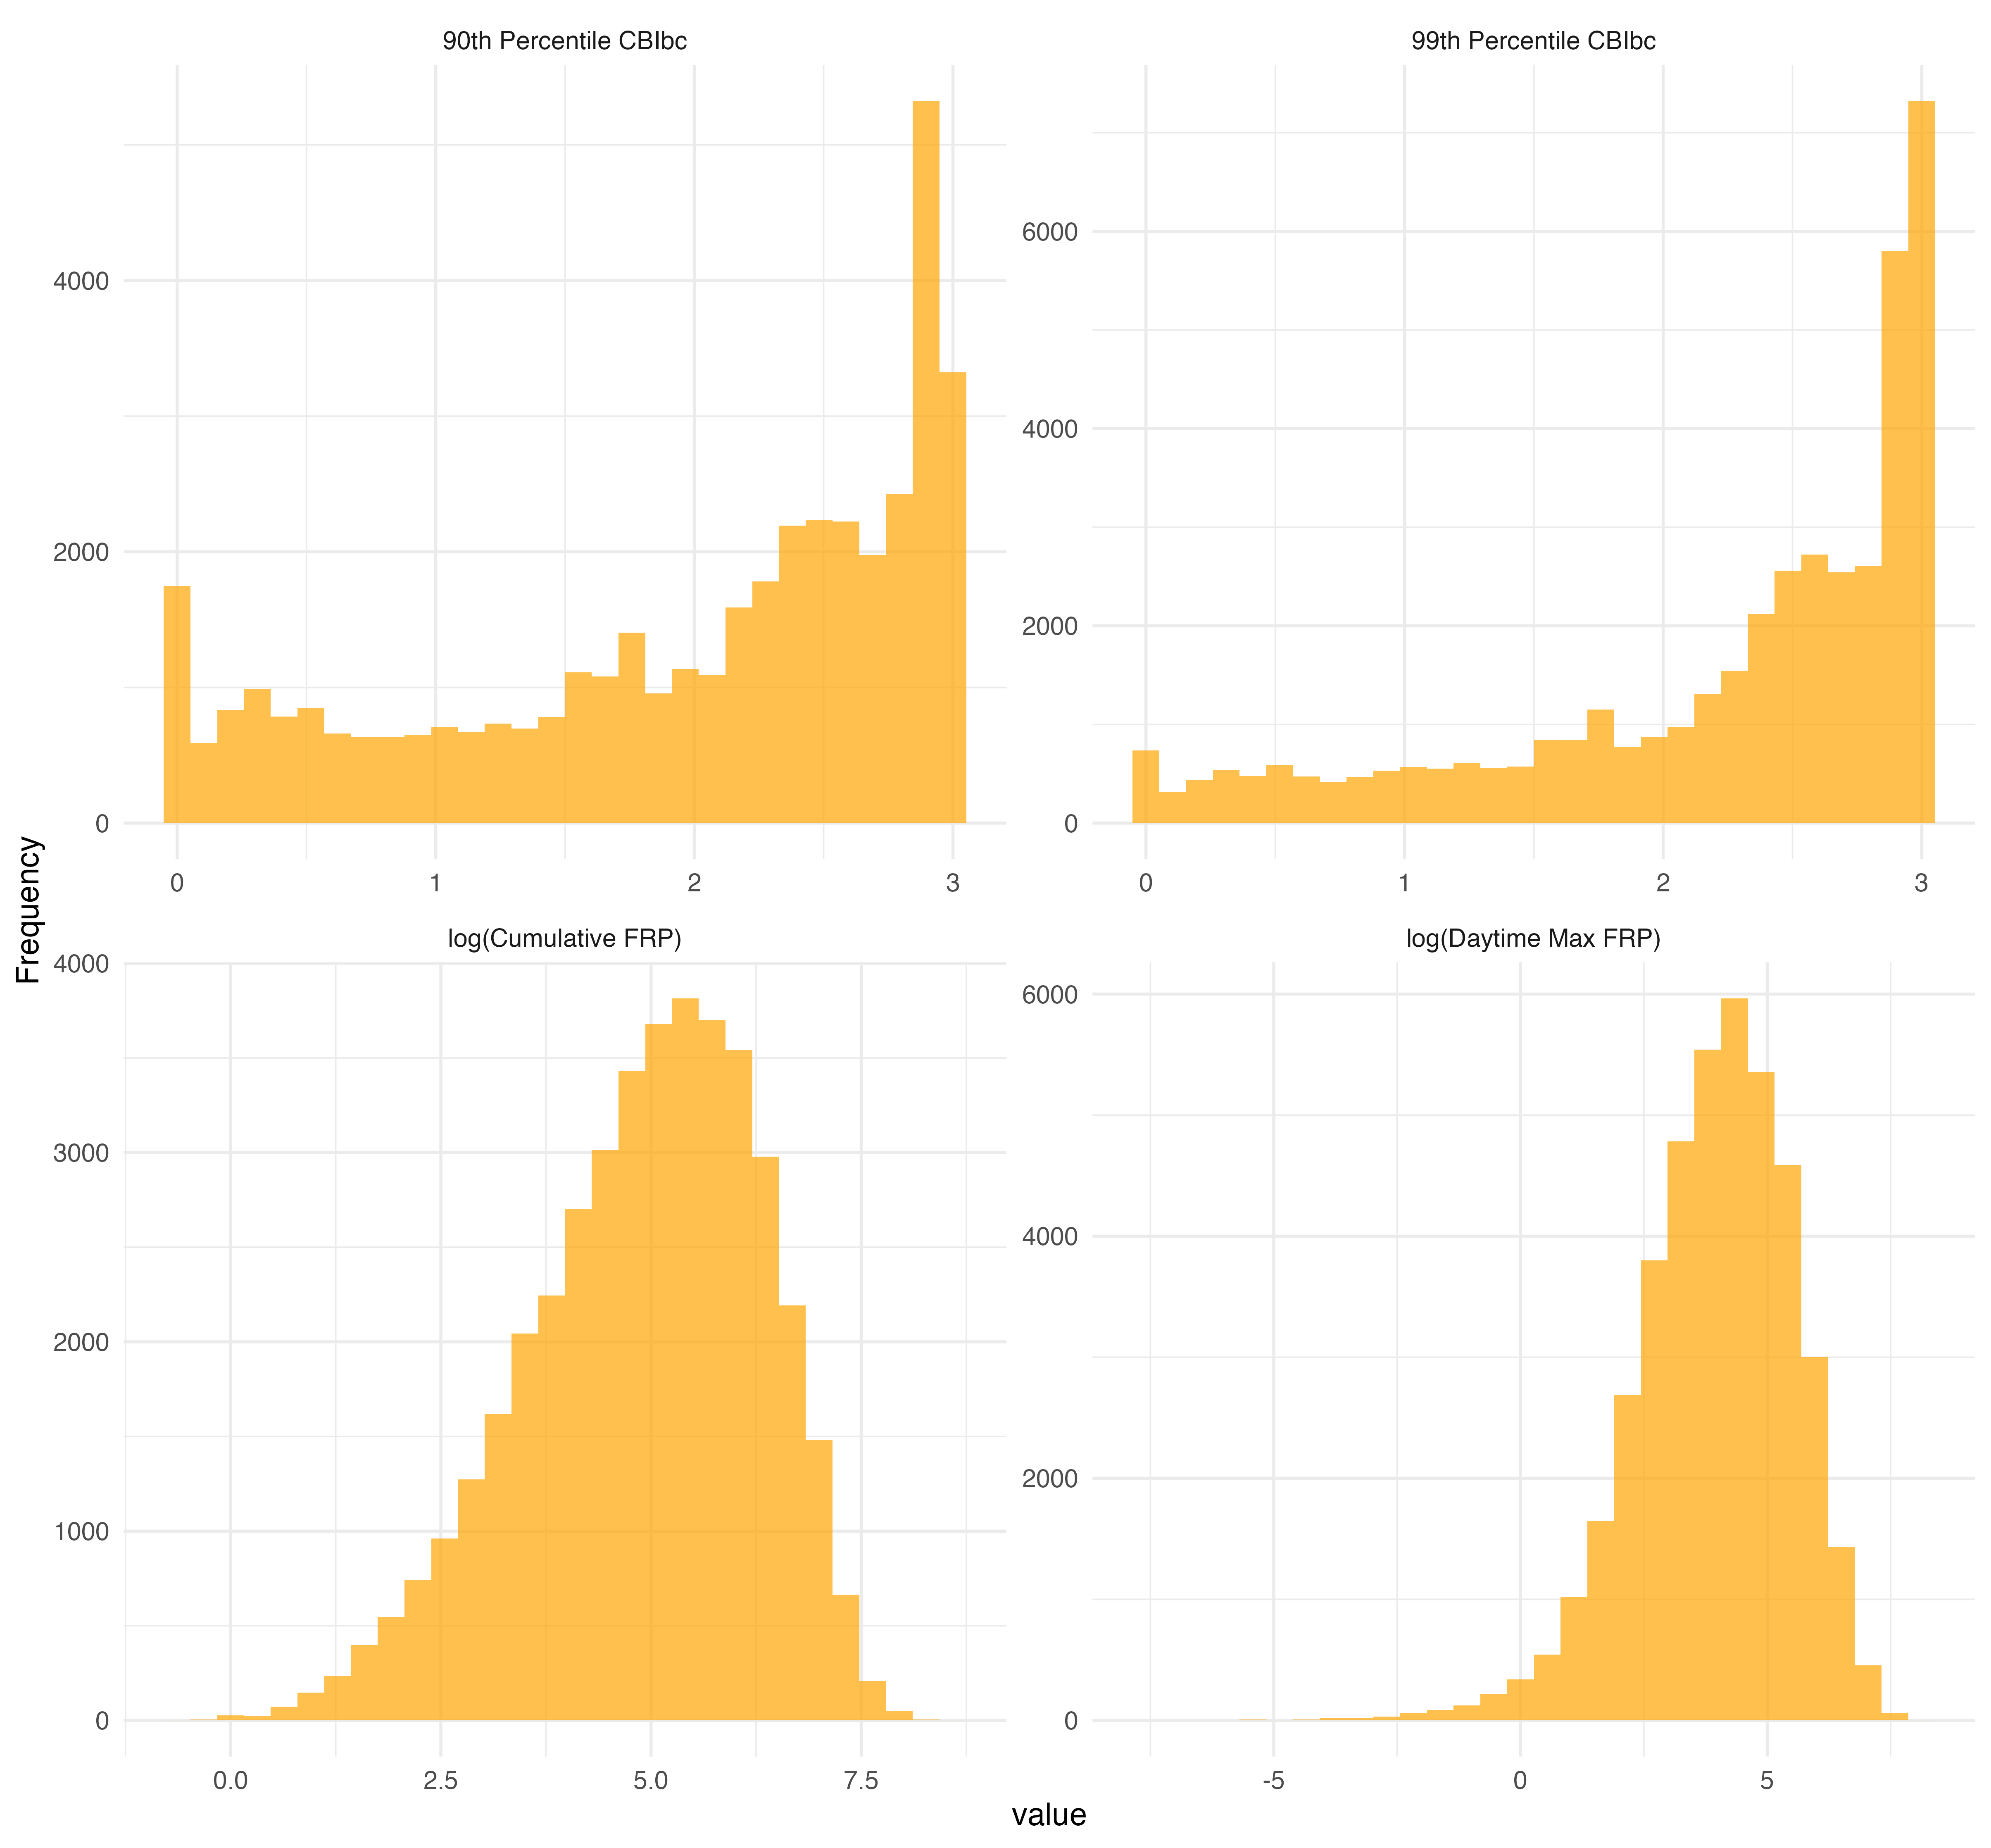 90th Percentile CBIbc
99th Percentile CBIbc
4000
2000
0
0 1 2 3
6000
4000
2000
0
0 1 2 3
Frequency
log(Cumulative FRP)
log(Daytime Max FRP)
4000
3000
2000
1000
0
0.0 2.5 5.0 7.5
6000
4000
2000
0
-5 0 5
value